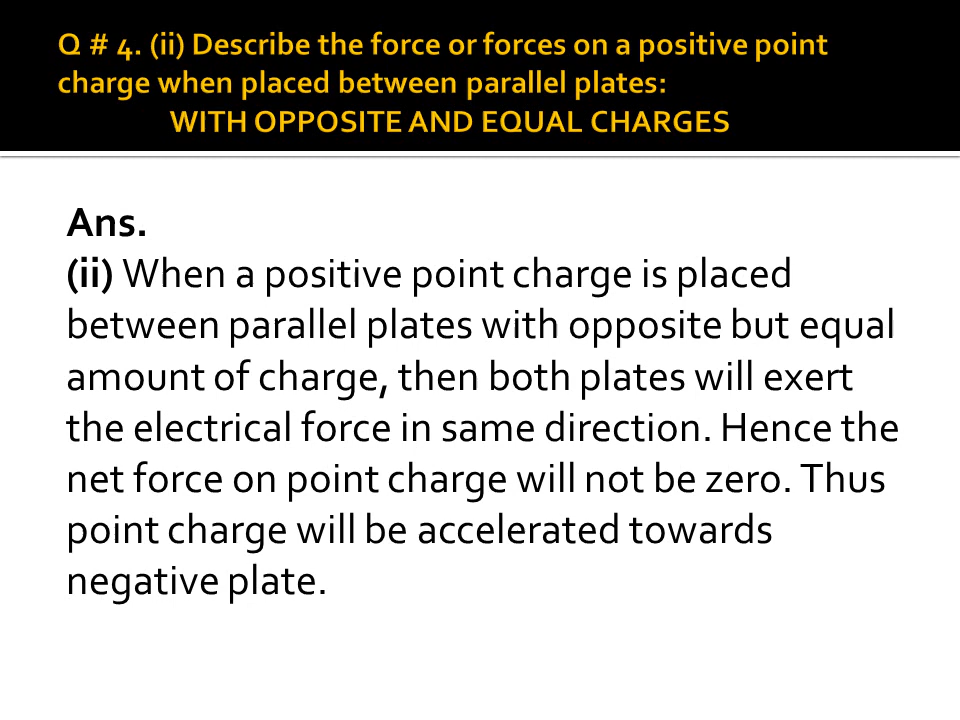 Q # 4. (ii) Describe the force or forces on a positive point
charge when placed between parallel plates:
WITH OPPOSITE AND EQUAL CHARGES
Ans.
(ii) When a positive point charge is placed
between parallel plates with opposite but equal
amount of charge, then both plates will exert
the electrical force in same direction. Hence the
net force on point charge will not be zero. Thus
point charge will be accelerated towards
negative plate.